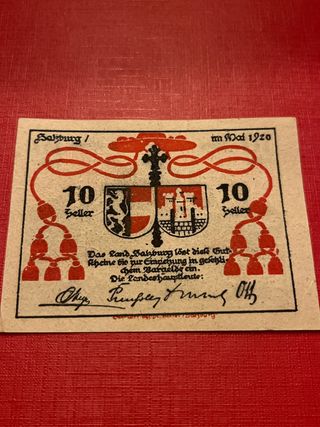 Salzburg / im Mai 1920
10 10
Heller Heller
Das Land Salzburg löst diese Gut-
scheine bis zur Einziehung in gesetzli-
chem Bargelde ein.
Die Landeshauptleute:
Ott